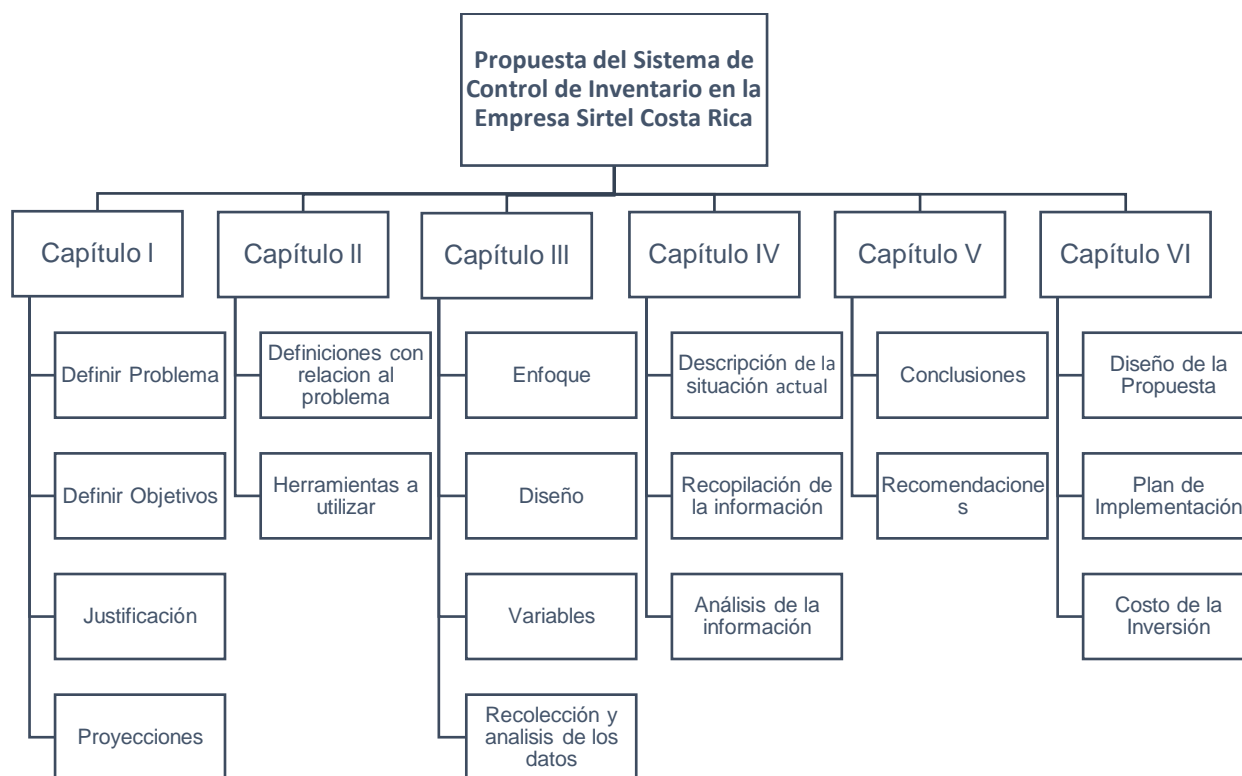 Propuesta del Sistema de
Control de Inventario en la
Empresa Sirtel Costa Rica
Capítulo I
Definir Problema
Definir Objetivos
Justificación
Proyecciones
Capítulo II
Definiciones con
relacion al
problema
Herramientas a
utilizar
Capítulo III
Enfoque
Diseño
Variables
Recolección y
analisis de los
datos
Capítulo IV
Descripción de la
situación actual
Recopilación de
la información
Análisis de la
información
Capítulo V
Conclusiones
Recomendacione
s
Capítulo VI
Diseño de la
Propuesta
Plan de
Implementación
Costo de la
Inversión